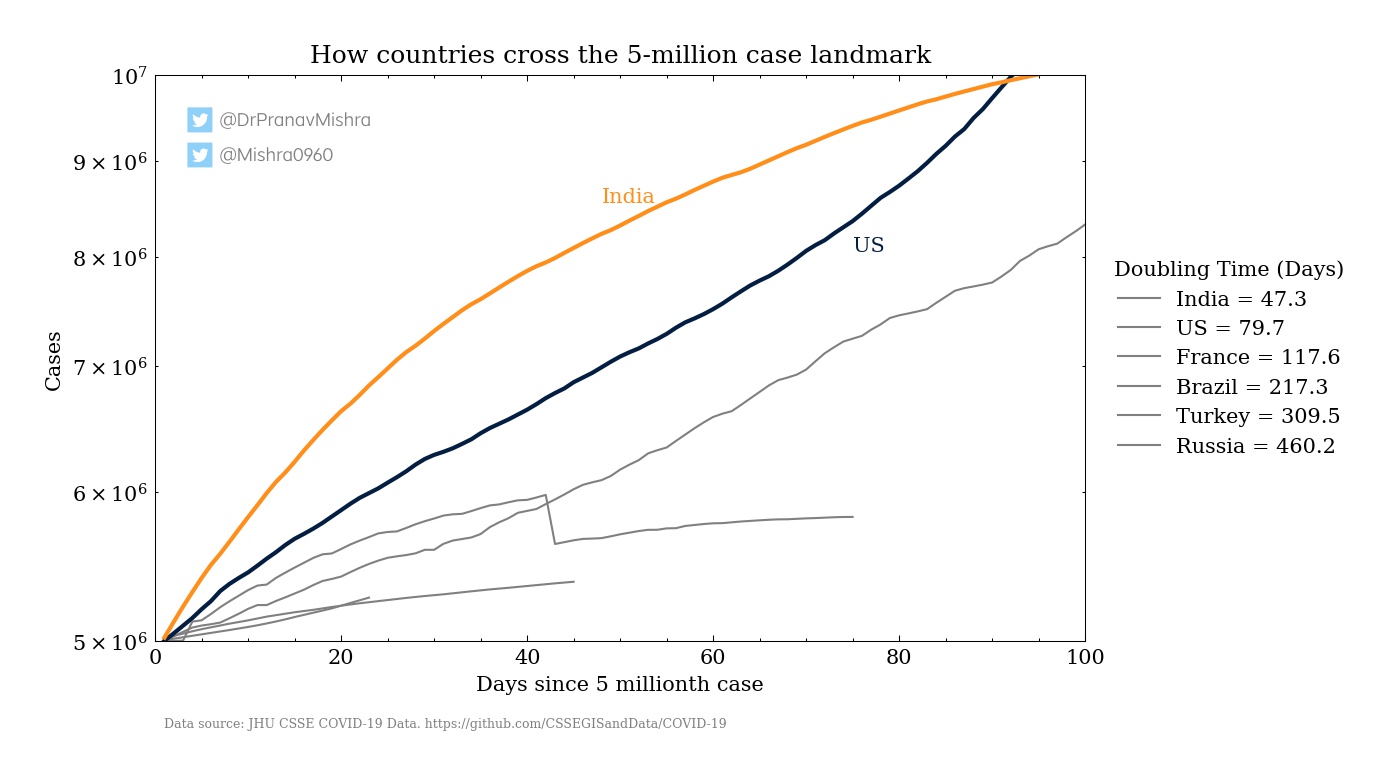 How countries cross the 5-million case landmark
@DrPranavMishra
@Mishra0960
India
US
Cases
10⁷
9 × 10⁶
8 × 10⁶
7 × 10⁶
6 × 10⁶
5 × 10⁶
0 20 40 60 80 100
Days since 5 millionth case
Doubling Time (Days)
India = 47.3
US = 79.7
France = 117.6
Brazil = 217.3
Turkey = 309.5
Russia = 460.2
Data source: JHU CSSE COVID-19 Data. https://github.com/CSSEGISandData/COVID-19